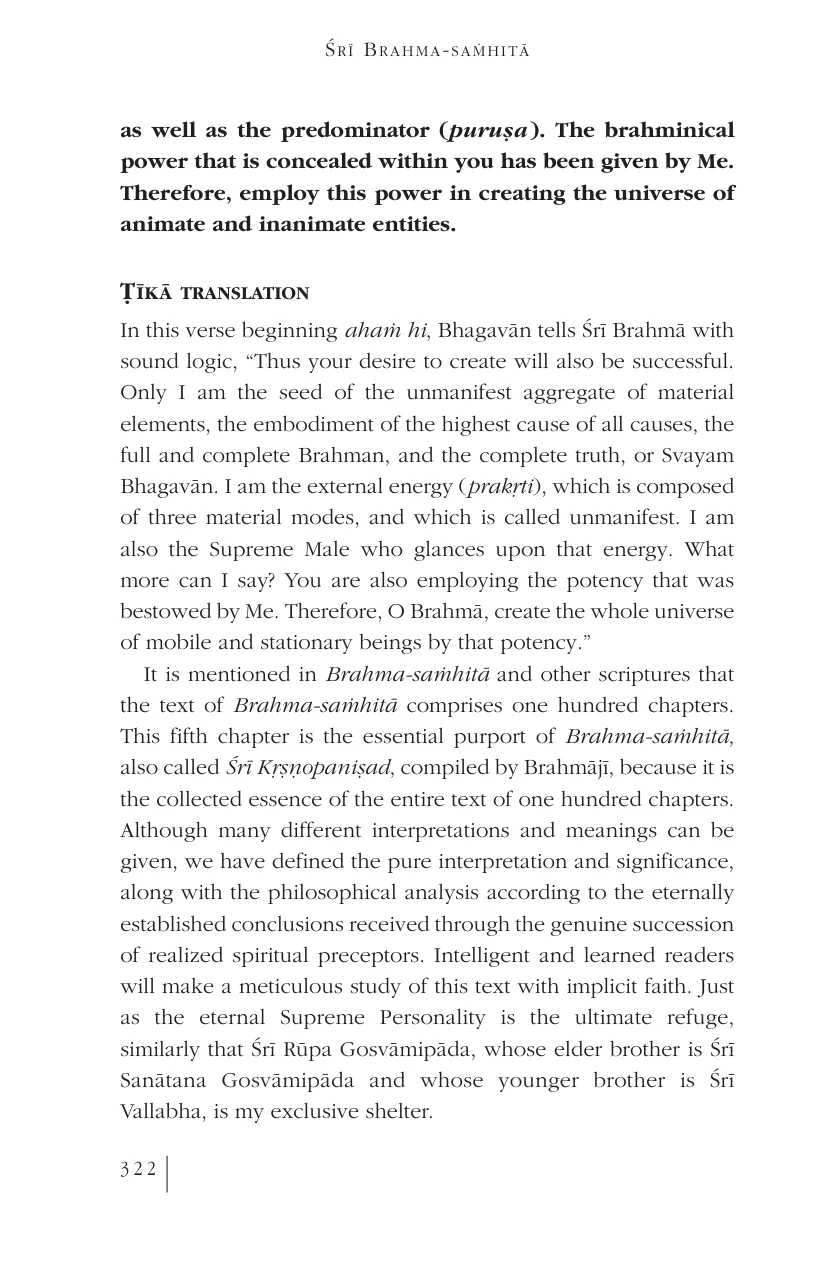 Śrī Brahma-saṁhitā
as well as the predominator (puruṣa). The brahminical
power that is concealed within you has been given by Me.
Therefore, employ this power in creating the universe of
animate and inanimate entities.
Ṭīkā translation
In this verse beginning ahaṁ hi, Bhagavān tells Śrī Brahmā with
sound logic, “Thus your desire to create will also be successful.
Only I am the seed of the unmanifest aggregate of material
elements, the embodiment of the highest cause of all causes, the
full and complete Brahman, and the complete truth, or Svayam
Bhagavān. I am the external energy (prakṛti), which is composed
of three material modes, and which is called unmanifest. I am
also the Supreme Male who glances upon that energy. What
more can I say? You are also employing the potency that was
bestowed by Me. Therefore, O Brahmā, create the whole universe
of mobile and stationary beings by that potency.”
It is mentioned in Brahma-saṁhitā and other scriptures that
the text of Brahma-saṁhitā comprises one hundred chapters.
This fifth chapter is the essential purport of Brahma-saṁhitā,
also called Śrī Kṛṣṇopaniṣad, compiled by Brahmājī, because it is
the collected essence of the entire text of one hundred chapters.
Although many different interpretations and meanings can be
given, we have defined the pure interpretation and significance,
along with the philosophical analysis according to the eternally
established conclusions received through the genuine succession
of realized spiritual preceptors. Intelligent and learned readers
will make a meticulous study of this text with implicit faith. Just
as the eternal Supreme Personality is the ultimate refuge,
similarly that Śrī Rūpa Gosvāmipāda, whose elder brother is Śrī
Sanātana Gosvāmipāda and whose younger brother is Śrī
Vallabha, is my exclusive shelter.
322